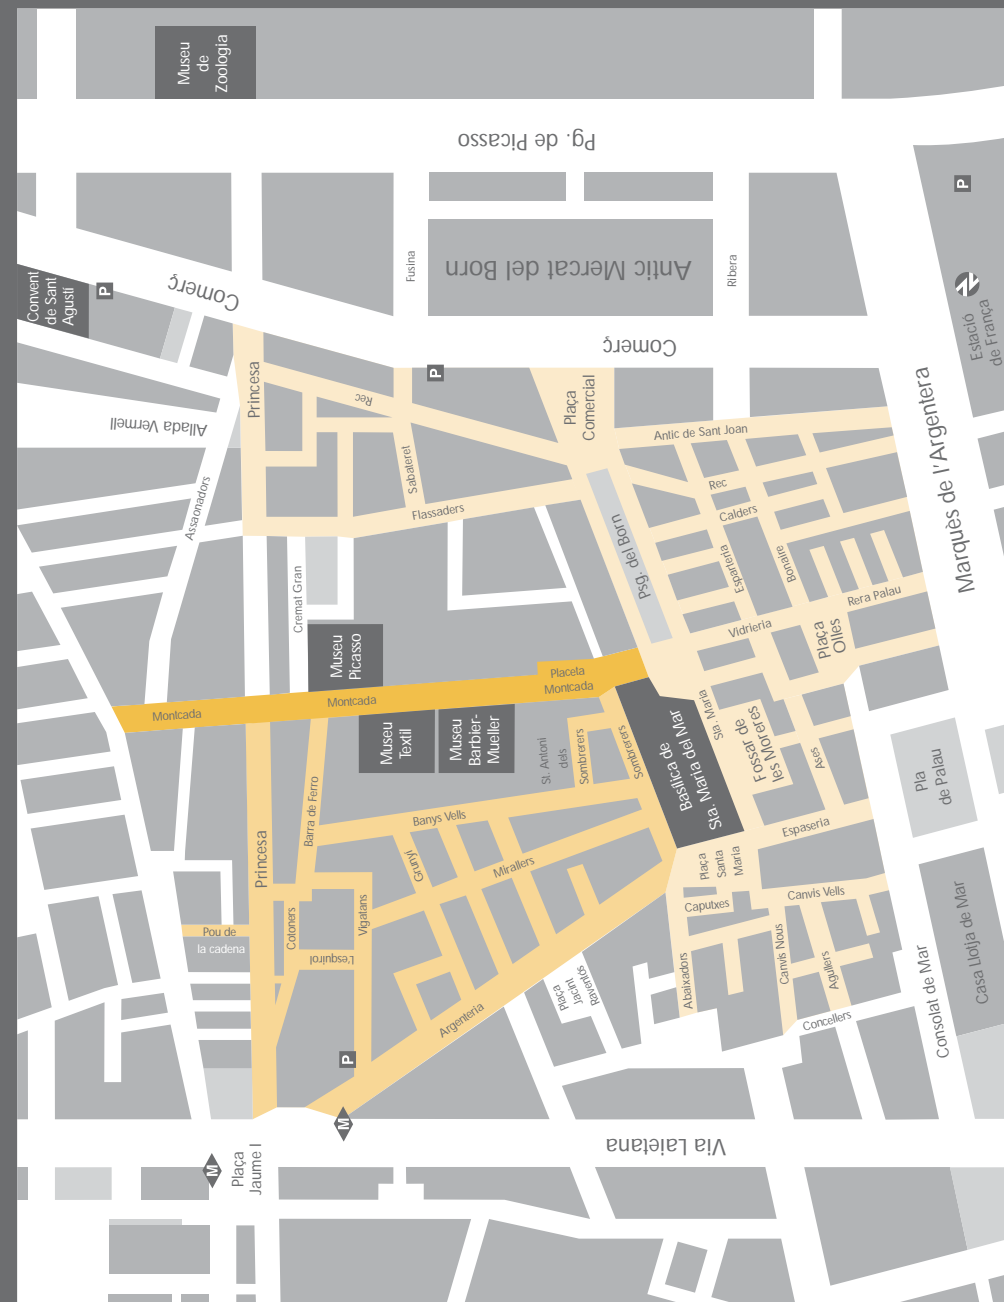 Museu
de
Zoologia
Pg. de Picasso
P
Convent
de Sant
Agustí
P
Comerç
Fusina
Antic Mercat del Born
Ribera
Estació
de França
Comerç
P
Princesa
Rec
Plaça
Comercial
Allada Vermell
Assaonadors
Sabateret
Flassaders
Antic de Sant Joan
Rec
Calders
Marquès de l'Argentera
Psg. del Born
Esparteria
Bonaire
Cremat Gran
Vidrieria
Rera Palau
Plaça
Olles
Museu
Picasso
Placeta
Montcada
Montcada
Montcada
Museu
Textil
Museu
Barbier-
Mueller
St. Antoni
dels
Sombrerers
Sombrerers
Basílica de
Sta. Maria del Mar
Sta. Maria
Fossar de
les Moreres
Ases
Pla
de Palau
Princesa
Barra de Ferro
Banys Vells
Grunyí
Mirallers
Espaseria
Plaça
Santa
Maria
Caputxes
Canvis Vells
Pou de
la cadena
Cotoners
Vigatans
L'esquirol
Argenteria
Plaça
Jacint
Raventós
Abaixadors
Canvis Nous
Agullers
Concellers
Consolat de Mar
Casa Llotja de Mar
P
M
Via Laietana
M
Plaça
Jaume I